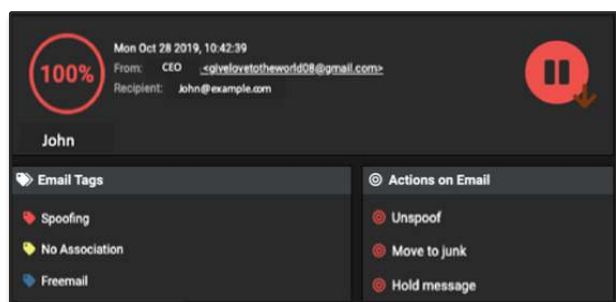 100%
Mon Oct 28 2019, 10:42:39
From: CEO <givelovetotheworld08@gmail.com>
Recipient: John@example.com
John
Email Tags
Spoofing
No Association
Freemail
Actions on Email
Unspoof
Move to junk
Hold message